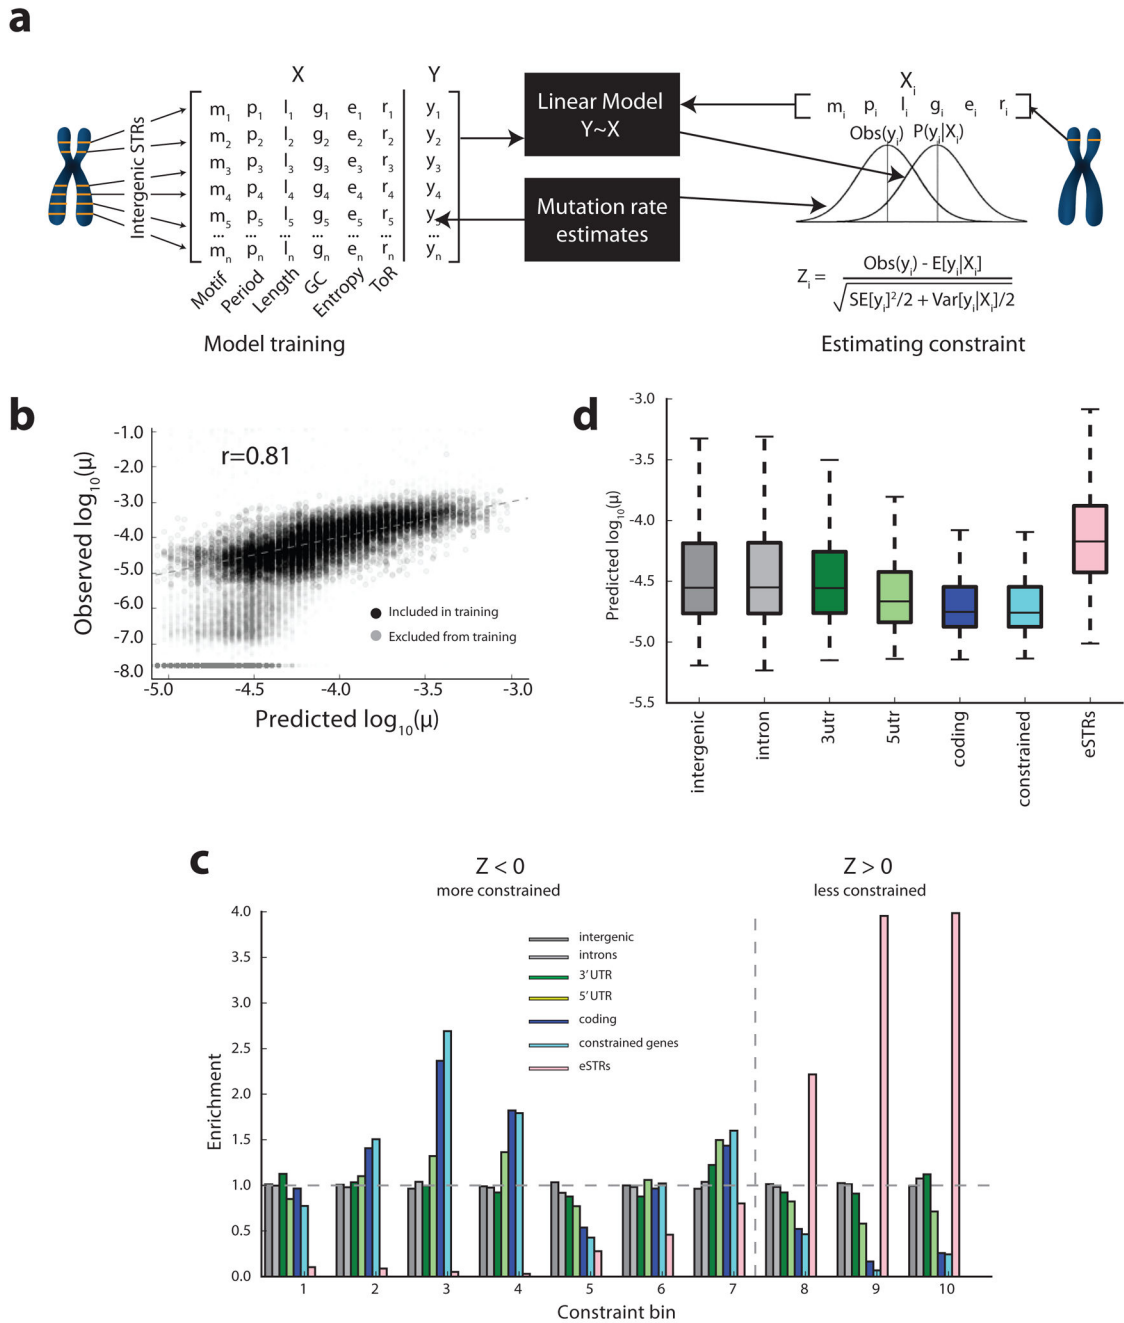 a
X
Y
Intergenic STRs
m1 p1 l1 g1 e1 r1 y1
m2 p2 l2 g2 e2 r2 y2
m3 p3 l3 g3 e3 r3 y3
m4 p4 l4 g4 e4 r4 y4
m5 p5 l5 g5 e5 r5 y5
... ... ... ... ... ... ...
mn pn ln gn en rn yn
Motif
Period
Length
GC
Entropy
ToR
Model training
Linear Model
Y~X
Mutation rate
estimates
Xi
mi pi li gi ei ri
Obs(yi) P(yi|Xi)
Zi = Obs(yi) - E[yi|Xi]
√SE[yi]²/2 + Var[yi|Xi]/2
Estimating constraint
b
r=0.81
Observed log10(μ)
-1.0
-2.0
-3.0
-4.0
-5.0
-6.0
-7.0
-8.0
Included in training
Excluded from training
-5.0 -4.5 -4.0 -3.5 -3.0
Predicted log10(μ)
d
Predicted log10(μ)
-3.0
-3.5
-4.0
-4.5
-5.0
-5.5
intergenic
intron
3utr
5utr
coding
constrained
eSTRs
c
Z < 0
more constrained
Z > 0
less constrained
Enrichment
4.0
3.5
3.0
2.5
2.0
1.5
1.0
0.5
0.0
intergenic
introns
3' UTR
5' UTR
coding
constrained genes
eSTRs
1 2 3 4 5 6 7 8 9 10
Constraint bin